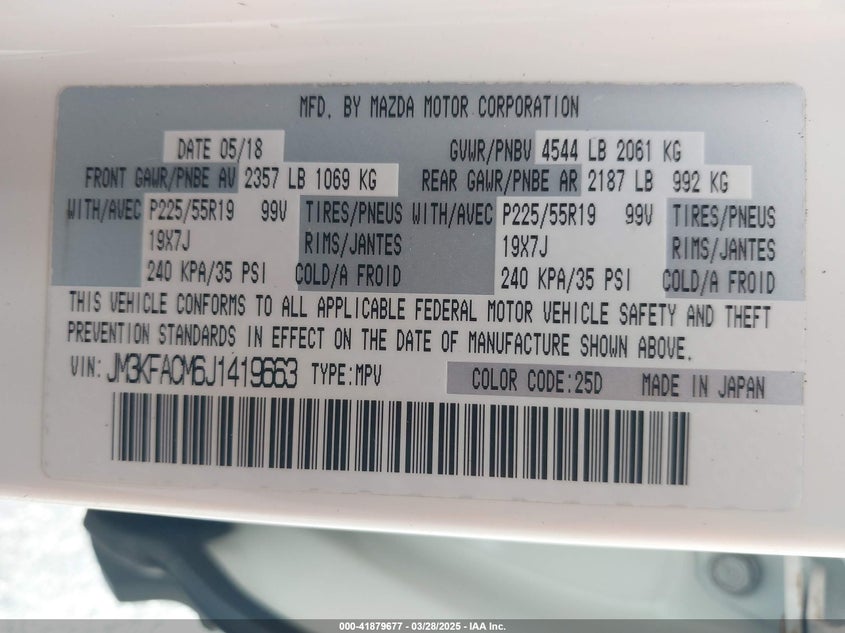 MFD. BY MAZDA MOTOR CORPORATION
DATE 05/18 GVWR/PNBV 4544 LB 2061 KG
FRONT GAWR/PNBE AV 2357 LB 1069 KG REAR GAWR/PNBE AR 2187 LB 992 KG
WITH/AVEC P225/55R19 99V TIRES/PNEUS WITH/AVEC P225/55R19 99V TIRES/PNEUS
19X7J RIMS/JANTES 19X7J RIMS/JANTES
240 KPA/35 PSI COLD/A FROID 240 KPA/35 PSI COLD/A FROID
THIS VEHICLE CONFORMS TO ALL APPLICABLE FEDERAL MOTOR VEHICLE SAFETY AND THEFT
PREVENTION STANDARDS IN EFFECT ON THE DATE OF MANUFACTURE SHOWN ABOVE.
VIN: JM3KFACM6J1419663 TYPE:MPV COLOR CODE:25D MADE IN JAPAN
000-41879677 - 03/28/2025 - IAA Inc.